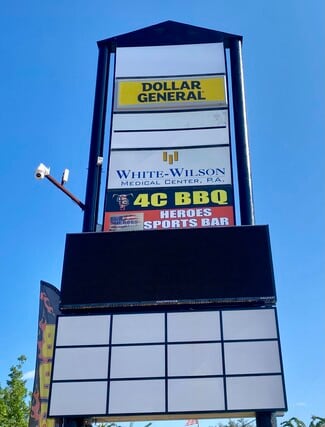 DOLLAR
GENERAL
WHITE-WILSON
MEDICAL CENTER, P.A.
4C BBQ
HEROES
SPORTS BAR